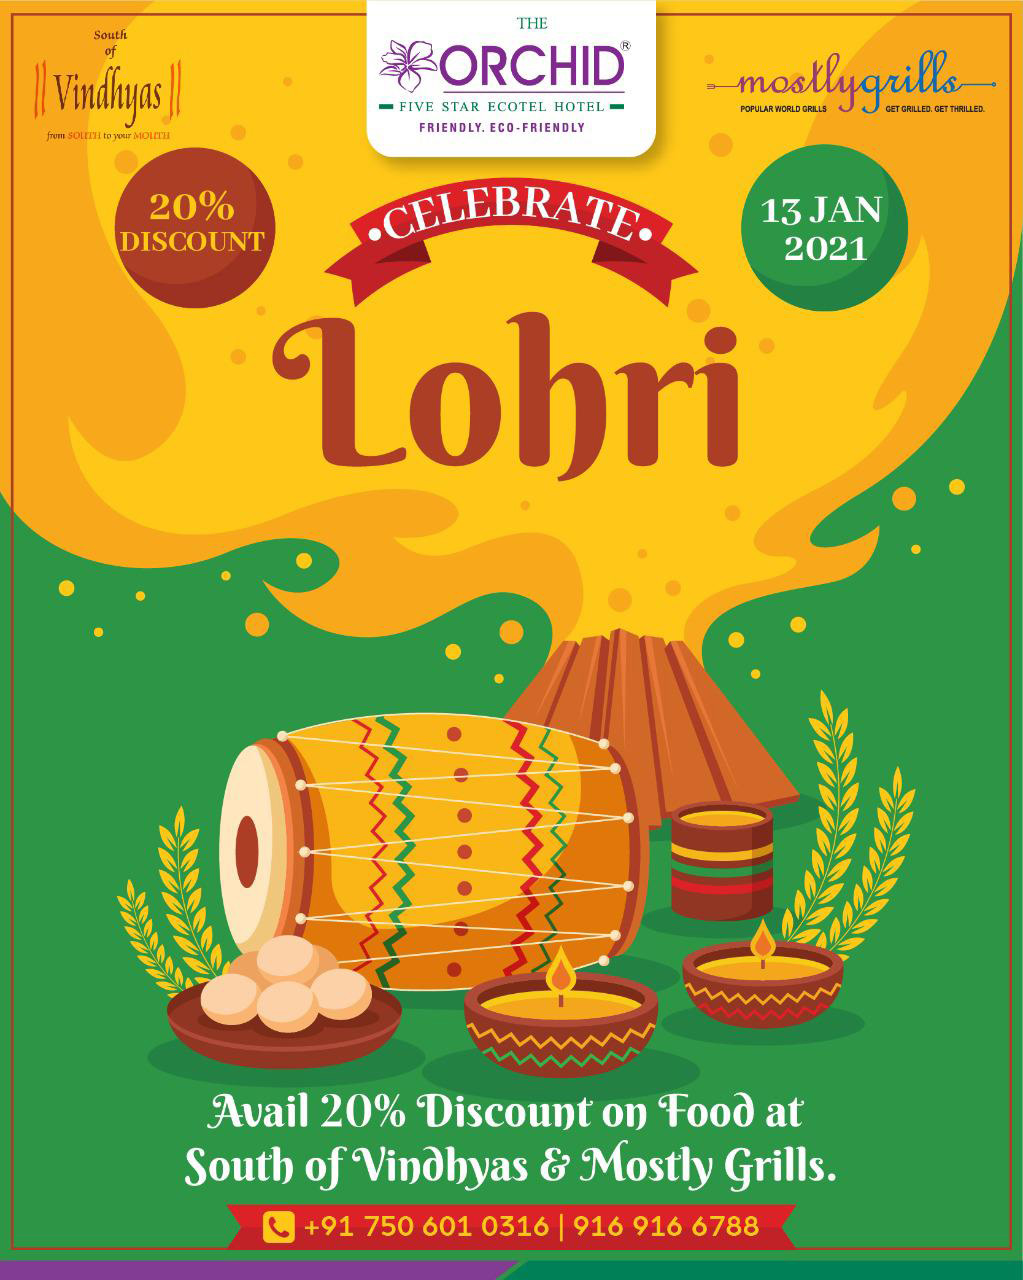 South
of
Vindhyas
from SOUTH to your MOUTH
THE
ORCHID®
FIVE STAR ECOTEL HOTEL
FRIENDLY. ECO-FRIENDLY
mostlygrills
POPULAR WORLD GRILLS GET GRILLED. GET THRILLED.
20%
DISCOUNT
•CELEBRATE•
13 JAN
2021
Lohri
Avail 20% Discount on Food at
South of Vindhyas & Mostly Grills.
+91 750 601 0316 | 916 916 6788